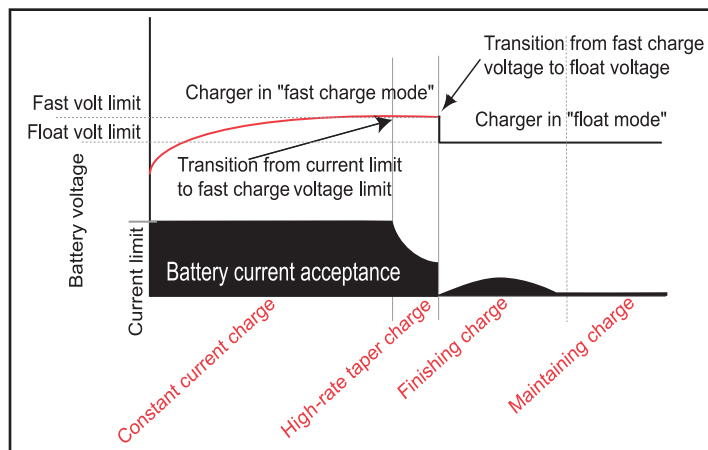 Transition from fast charge
voltage to float voltage
Charger in "fast charge mode"
Fast volt limit
Float volt limit
Charger in "float mode"
Transition from current limit
to fast charge voltage limit
Battery voltage
Current limit
Battery current acceptance
Constant current charge
High-rate taper charge
Finishing charge
Maintaining charge